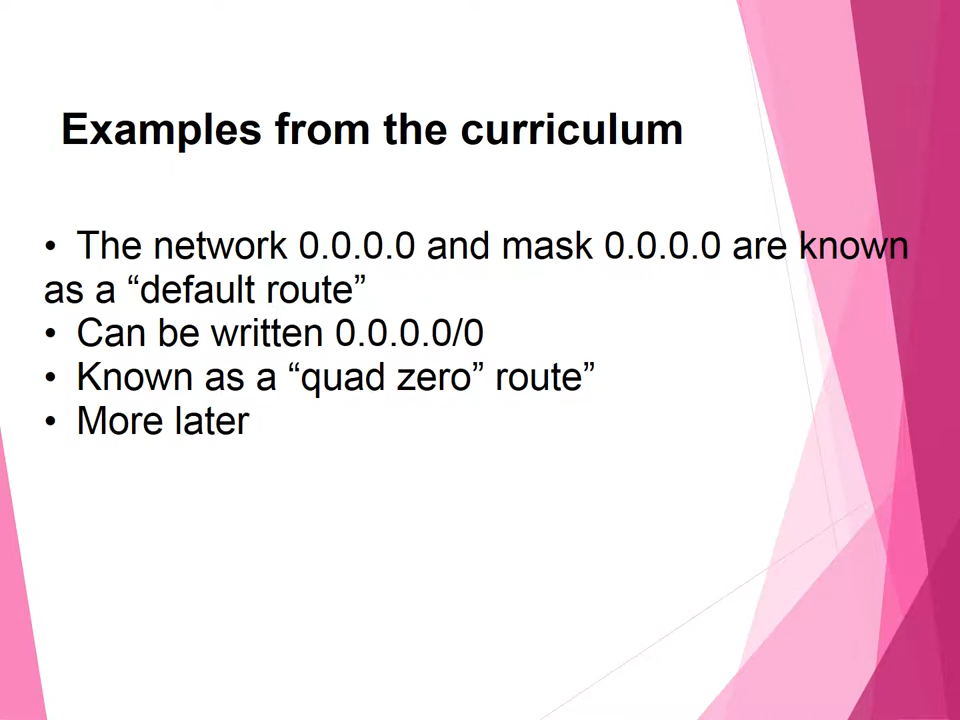 Examples from the curriculum
• The network 0.0.0.0 and mask 0.0.0.0 are known
as a “default route”
• Can be written 0.0.0.0/0
• Known as a “quad zero” route”
• More later